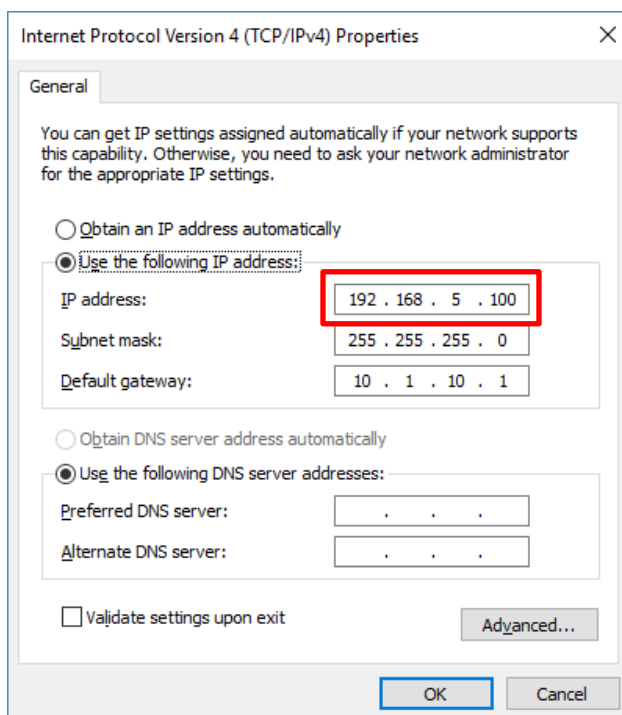 Internet Protocol Version 4 (TCP/IPv4) Properties
General
You can get IP settings assigned automatically if your network supports
this capability. Otherwise, you need to ask your network administrator
for the appropriate IP settings.
Obtain an IP address automatically
Use the following IP address:
IP address: 192 . 168 . 5 . 100
Subnet mask: 255 . 255 . 255 . 0
Default gateway: 10 . 1 . 10 . 1
Obtain DNS server address automatically
Use the following DNS server addresses:
Preferred DNS server: . . .
Alternate DNS server: . . .
Validate settings upon exit
Advanced...
OK Cancel